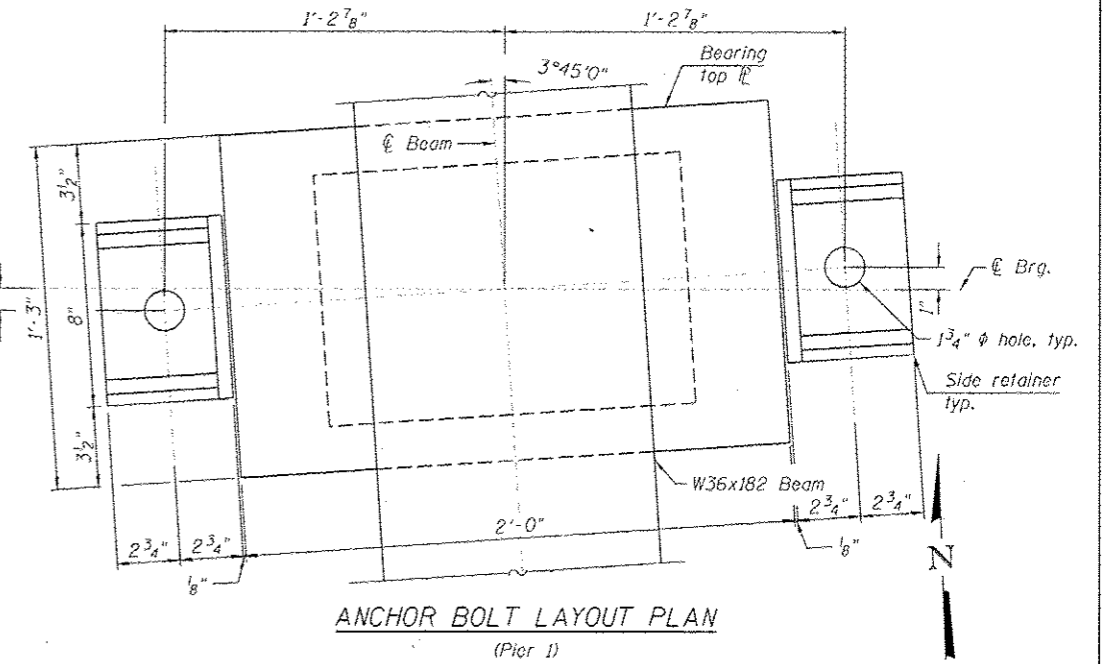 1'-2 7/8"
1'-2 7/8"
3°45'0"
Bearing
top ℄
℄ Beam
3 1/2"
8"
1'-3"
3 1/2"
℄ Brg.
1"
1 3/4" φ hole, typ.
Side retainer
typ.
W36x182 Beam
2 3/4"
2 3/4"
2'-0"
2 3/4"
2 3/4"
1/8"
1/8"
N
ANCHOR BOLT LAYOUT PLAN
(Pier 1)